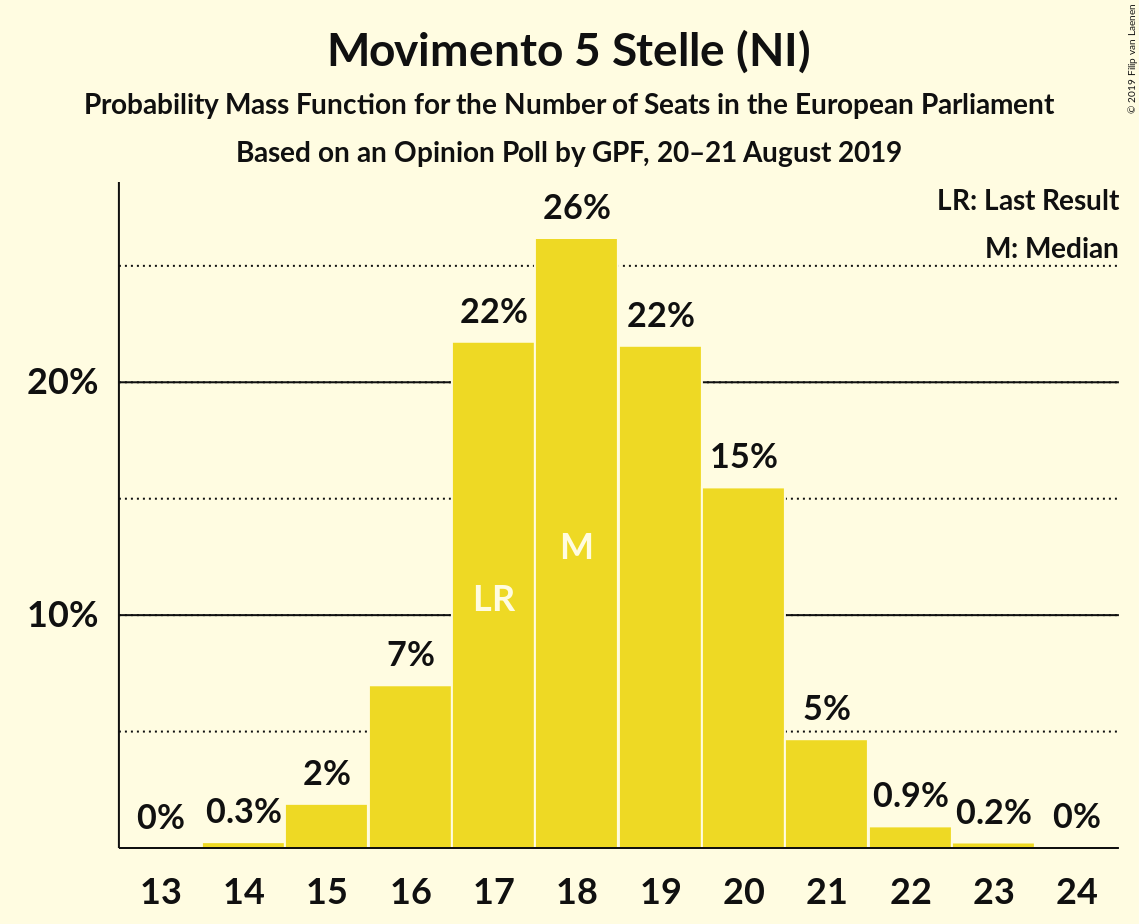 Movimento 5 Stelle (NI)
Probability Mass Function for the Number of Seats in the European Parliament
Based on an Opinion Poll by GPF, 20–21 August 2019
© 2019 Filip van Laenen
LR: Last Result
M: Median
26%
22%
22%
20%
15%
M
LR
10%
7%
5%
2%
0%
0.3%
0.9%
0.2%
0%
13 14 15 16 17 18 19 20 21 22 23 24